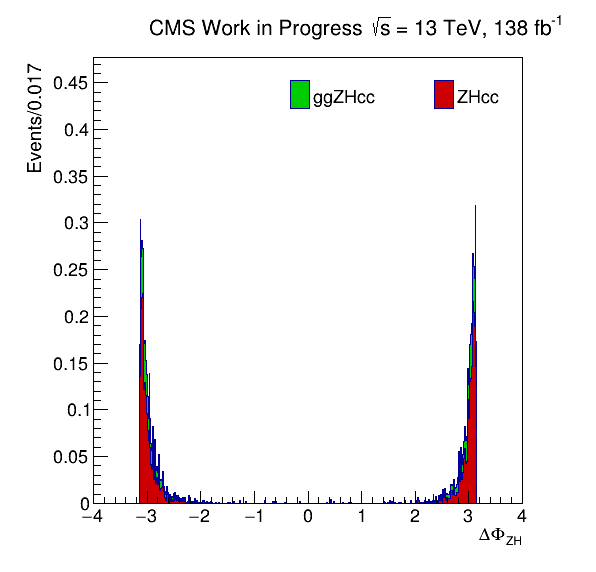 CMS Work in Progress √s = 13 TeV, 138 fb⁻¹
Events/0.017
ggZHcc ZHcc
0.45
0.4
0.35
0.3
0.25
0.2
0.15
0.1
0.05
0
−4 −3 −2 −1 0 1 2 3 4
ΔΦ_ZH